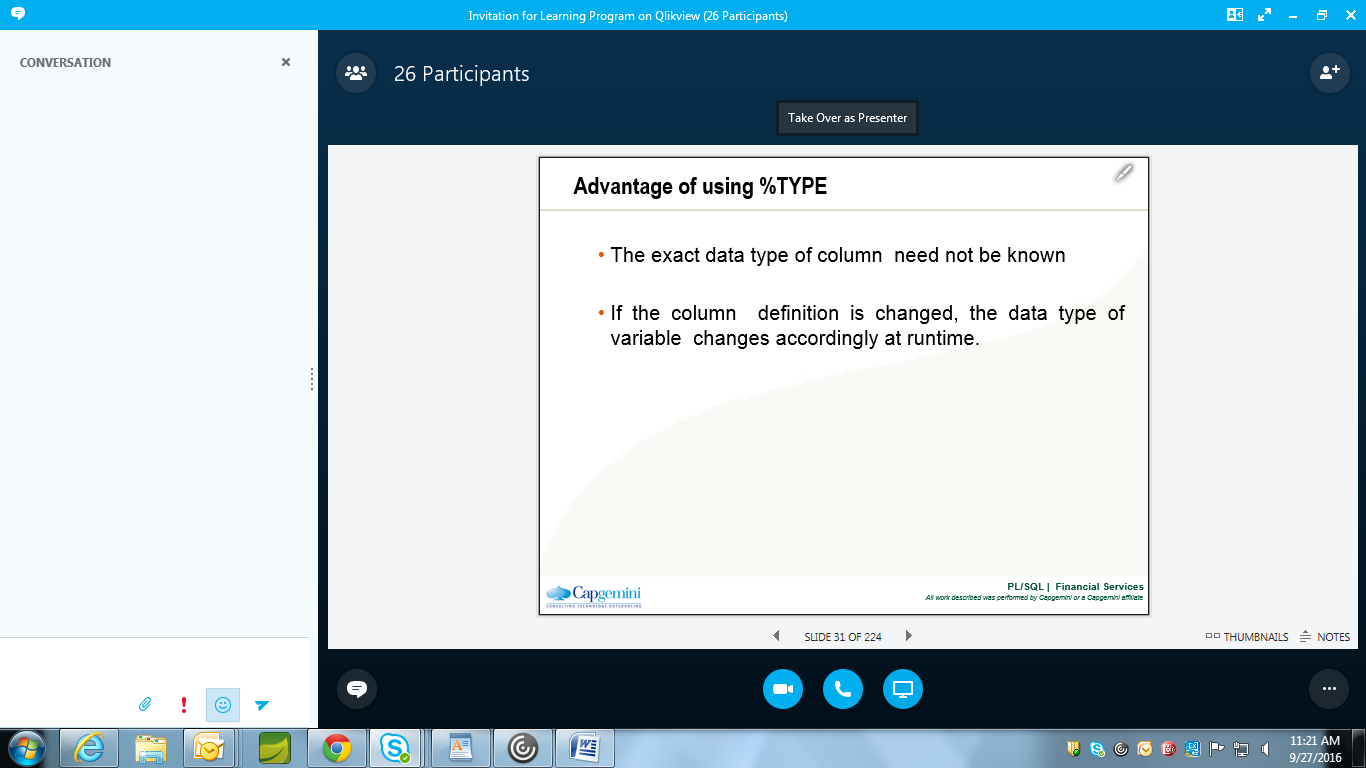 Invitation for Learning Program on Qlikview (26 Participants)
CONVERSATION
26 Participants
Take Over as Presenter
Advantage of using %TYPE
• The exact data type of column need not be known
• If the column definition is changed, the data type of
variable changes accordingly at runtime.
Capgemini
CONSULTING.TECHNOLOGY.OUTSOURCING
PL/SQL | Financial Services
All work described was performed by Capgemini or a Capgemini affiliate
SLIDE 31 OF 224
THUMBNAILS
NOTES
11:21 AM
9/27/2016